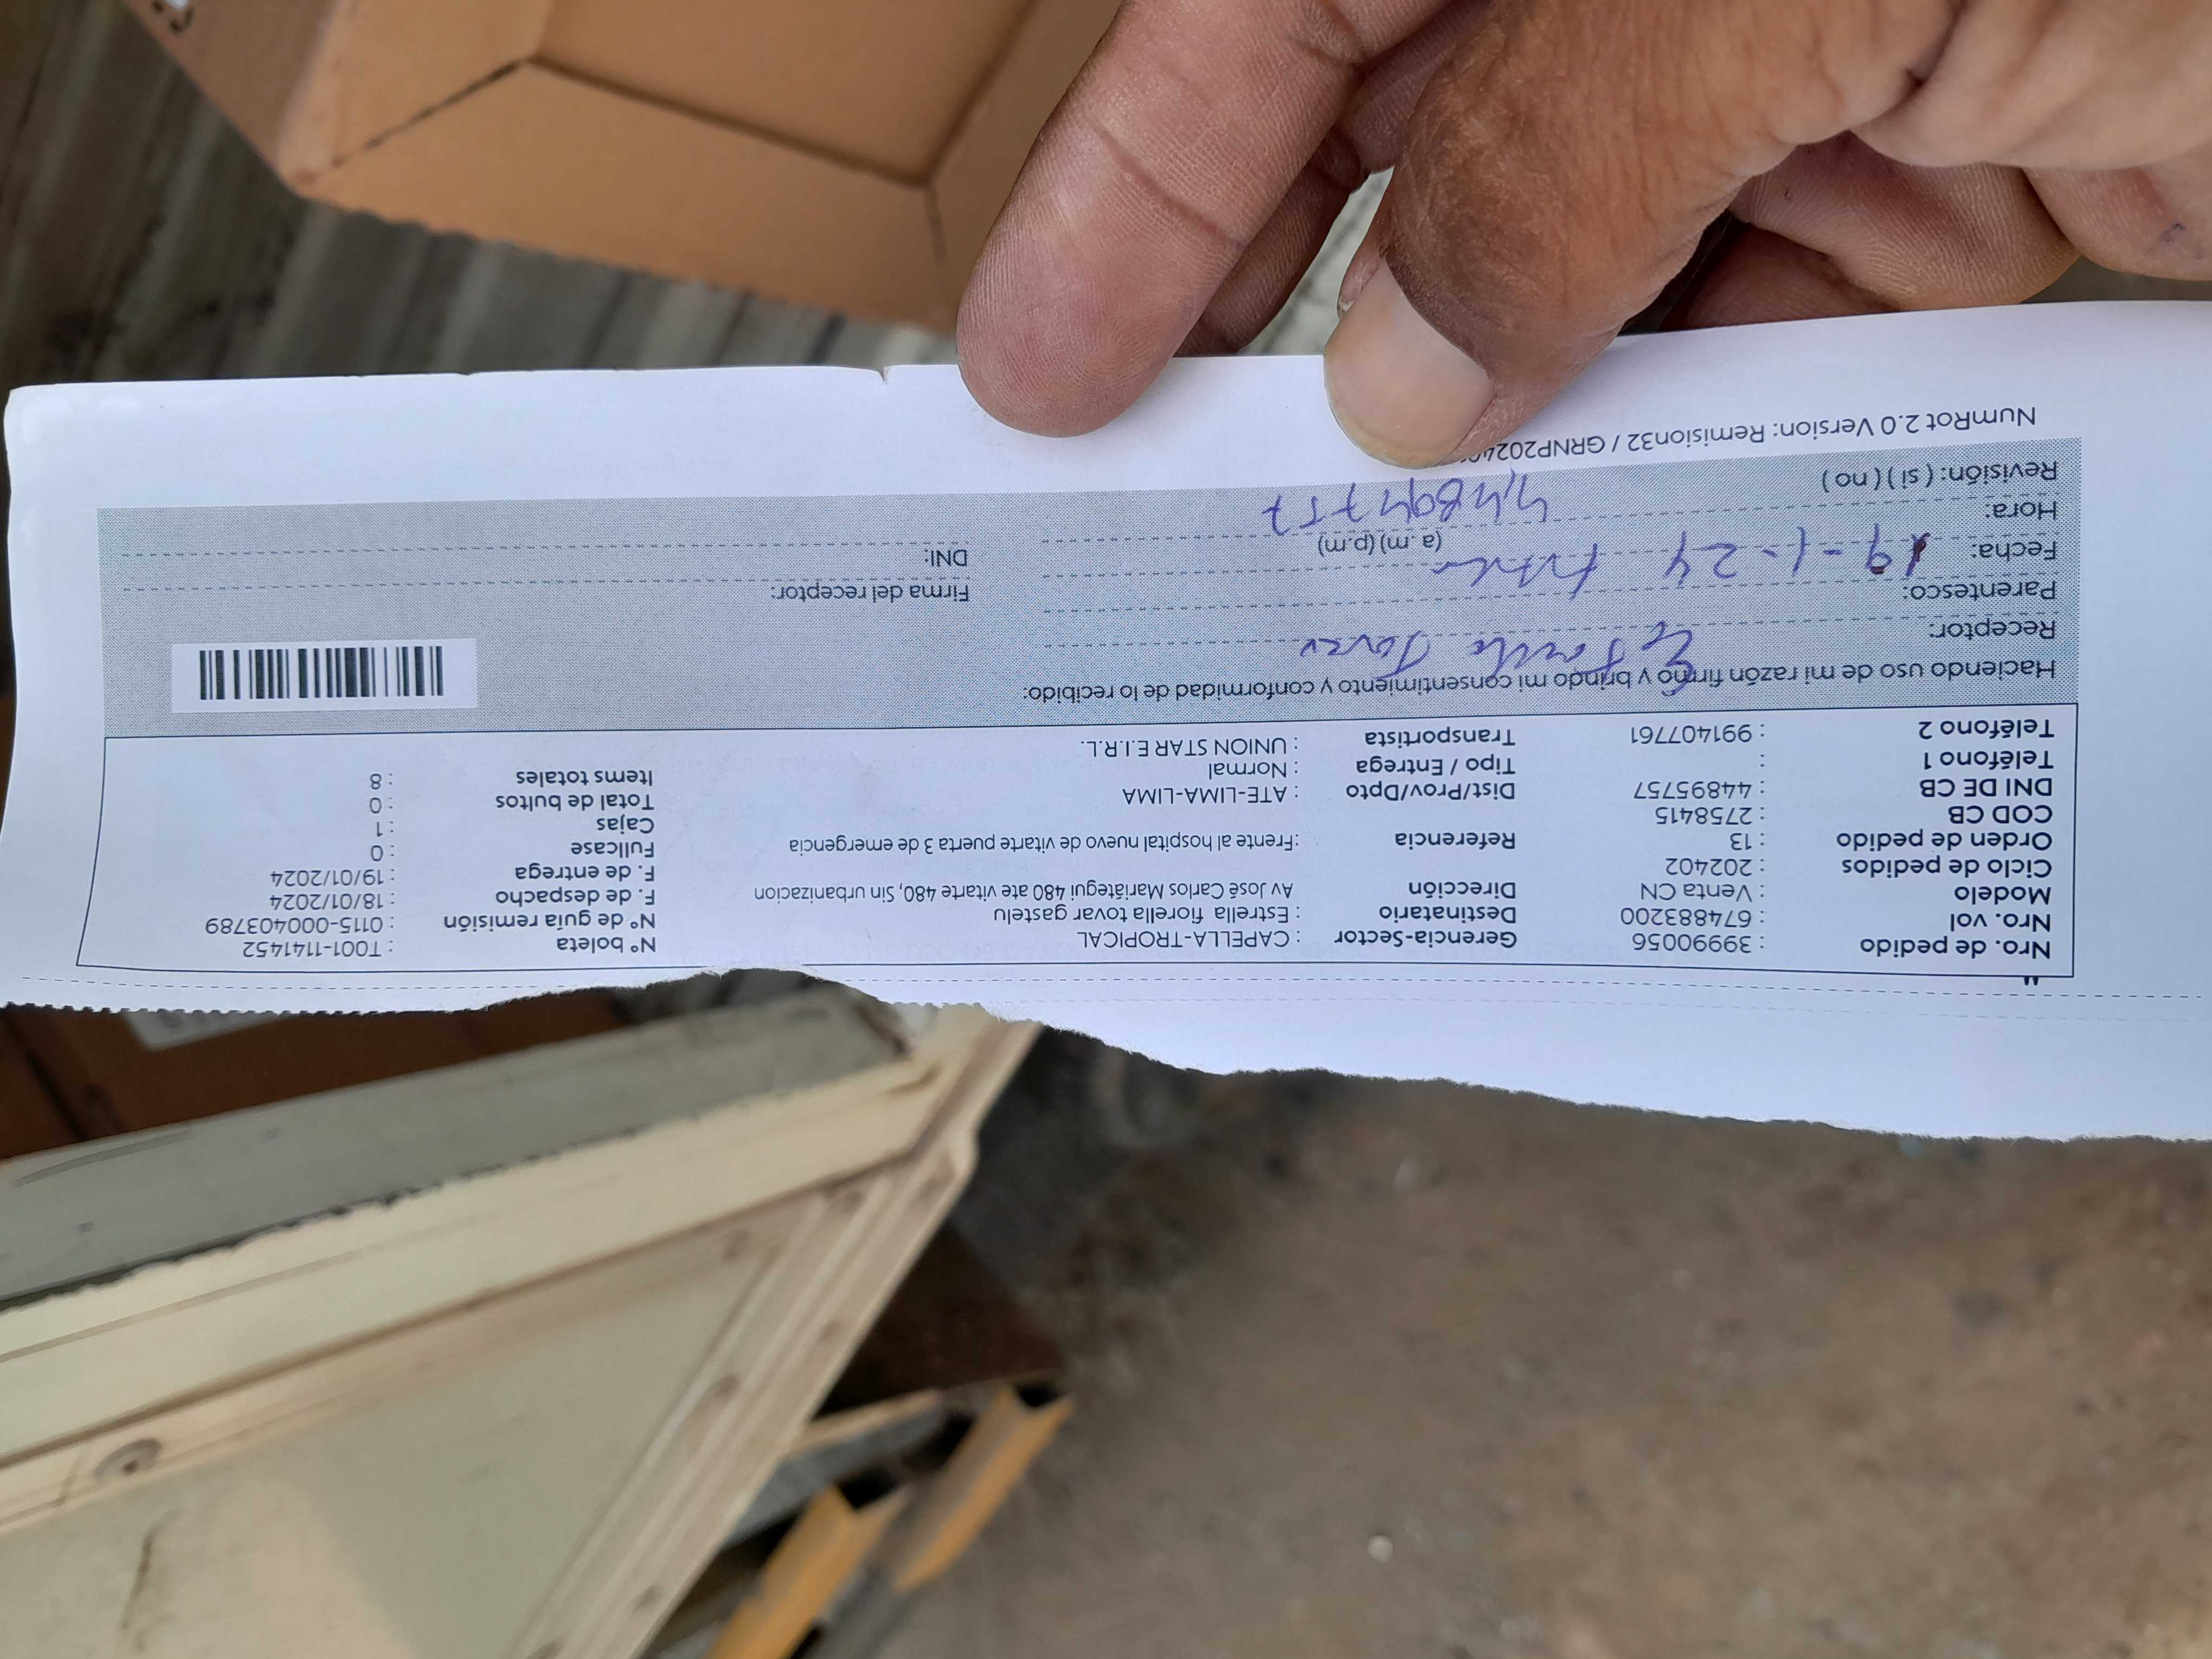 Nro. de pedido : 39990056 Gerencia-Sector : CAPELLA-TROPICAL N° boleta : T001-1141452
Nro. vol : 674883200 Destinatario : Estrella fiorella tovar gastelu N° de guía remisión : 0115-000403789
Modelo : Venta CN Dirección Av José Carlos Mariátegui 480 ate vitarte 480, Sin urbanizacion F. de despacho : 18/01/2024
Ciclo de pedidos : 202402 F. de entrega : 19/01/2024
Orden de pedido : 13 Referencia :Frente al hospital nuevo de vitarte puerta 3 de emergencia Fullcase : 0
COD CB : 2758415 Cajas : 1
DNI DE CB : 44895757 Dist/Prov/Dpto : ATE-LIMA-LIMA Total de bultos : 0
Teléfono 1 : Tipo / Entrega : Normal Items totales : 8
Teléfono 2 : 991407761 Transportista : UNION STAR E.I.R.L.
Haciendo uso de mi razón firmo y brindo mi consentimiento y conformidad de lo recibido:
Receptor: Tovar
Parentesco: Firma del receptor:
Fecha: 19-1-24
Hora: (a.m) (p.m) DNI:
Revisión: ( si ) ( no )
NumRot 2.0 Version: Remision32 / GRNP2024